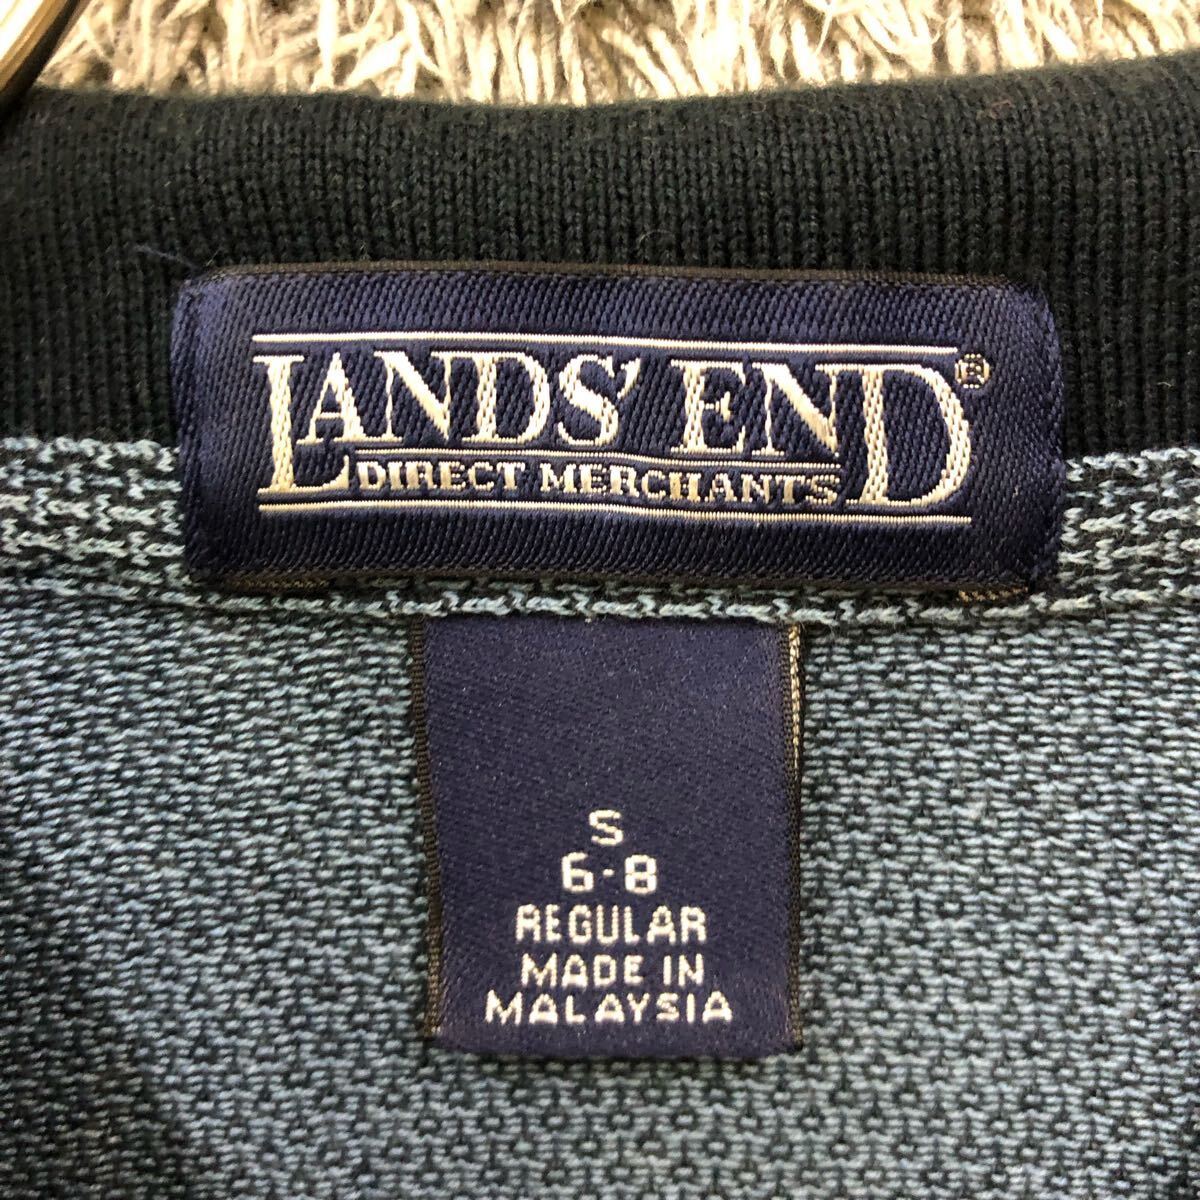 LANDS' END®
DIRECT MERCHANTS
S
6-8
REGULAR
MADE IN
MALAYSIA